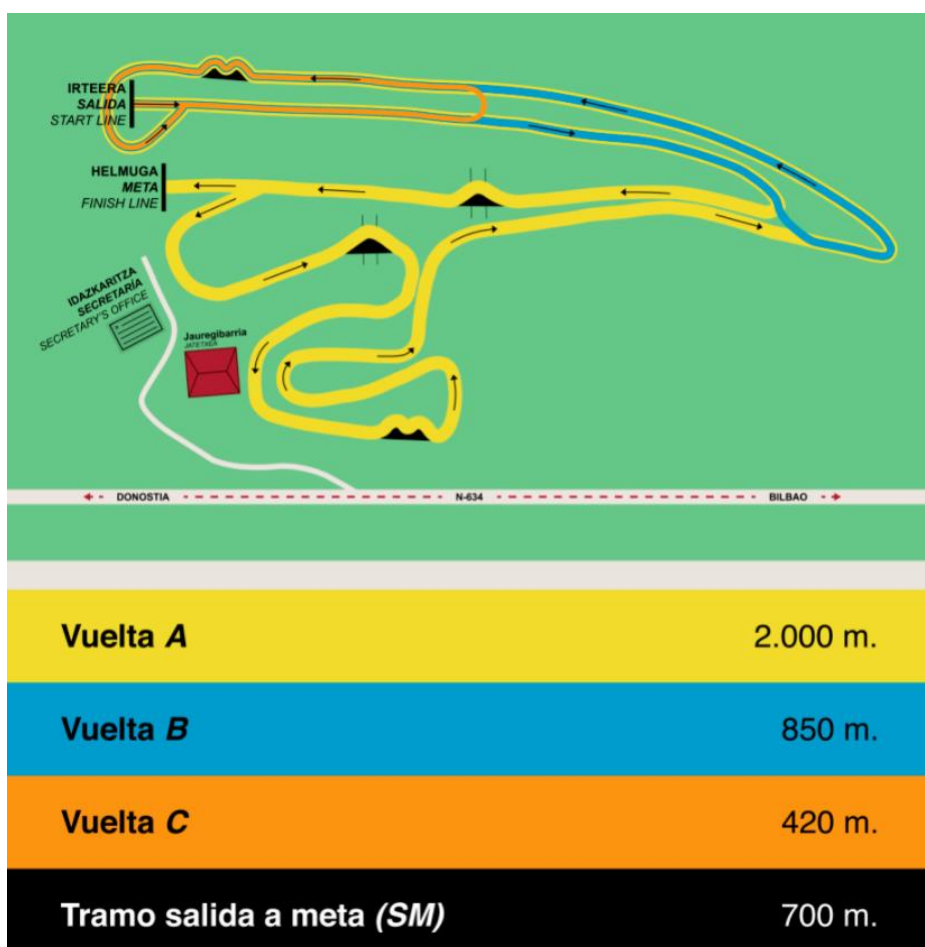 IRTEERA
SALIDA
START LINE
HELMUGA
META
FINISH LINE
IDAZKARITZA
SECRETARÍA
SECRETARY'S OFFICE
Jauregibarria
JATETXEA
DONOSTIA
N-634
BILBAO
Vuelta A 2.000 m.
Vuelta B 850 m.
Vuelta C 420 m.
Tramo salida a meta (SM) 700 m.